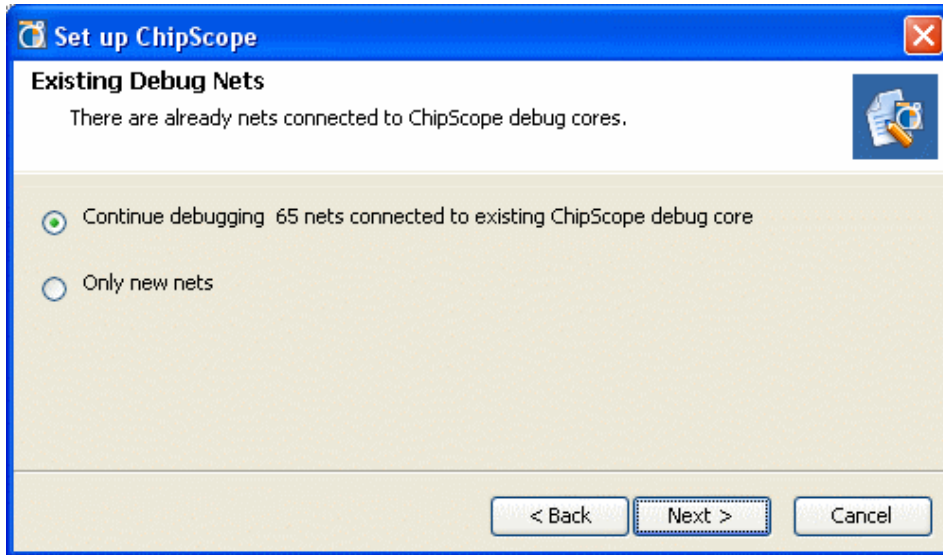 Set up ChipScope
Existing Debug Nets
There are already nets connected to ChipScope debug cores.
Continue debugging  65 nets connected to existing ChipScope debug core
Only new nets
< Back
Next >
Cancel